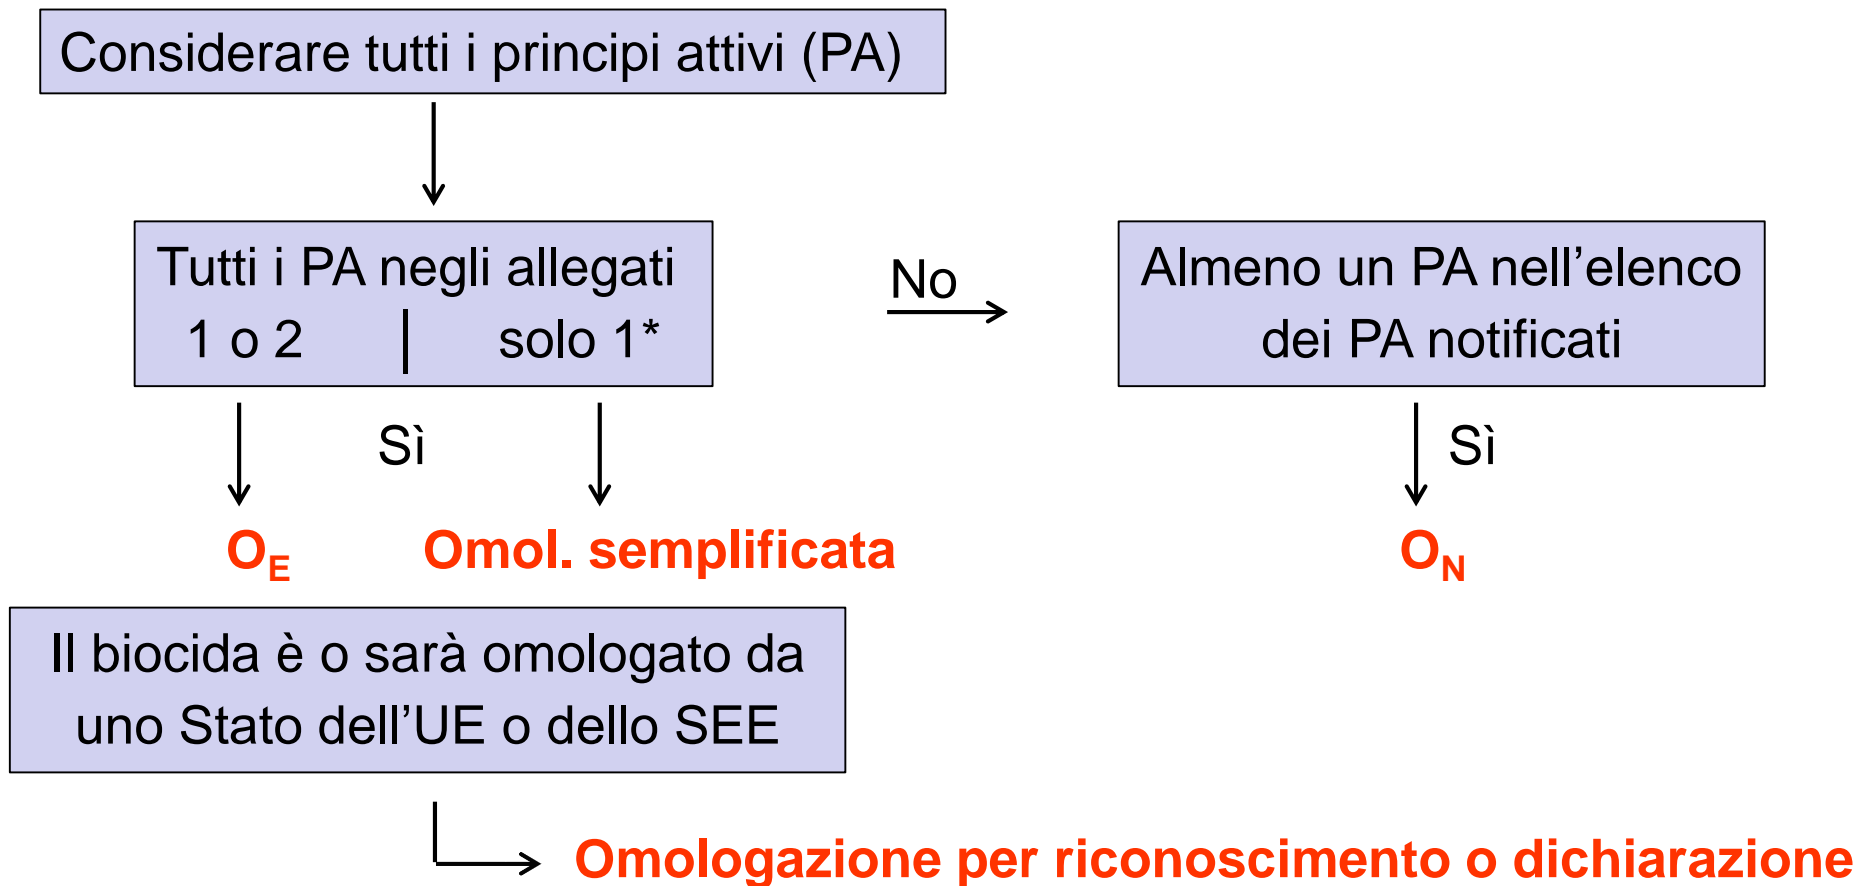 Considerare tutti i principi attivi (PA)
Tutti i PA negli allegati
1 o 2 solo 1*
No
Almeno un PA nell’elenco
dei PA notificati
Sì
Sì
OE
Omol. semplificata
ON
Il biocida è o sarà omologato da
uno Stato dell’UE o dello SEE
Omologazione per riconoscimento o dichiarazione